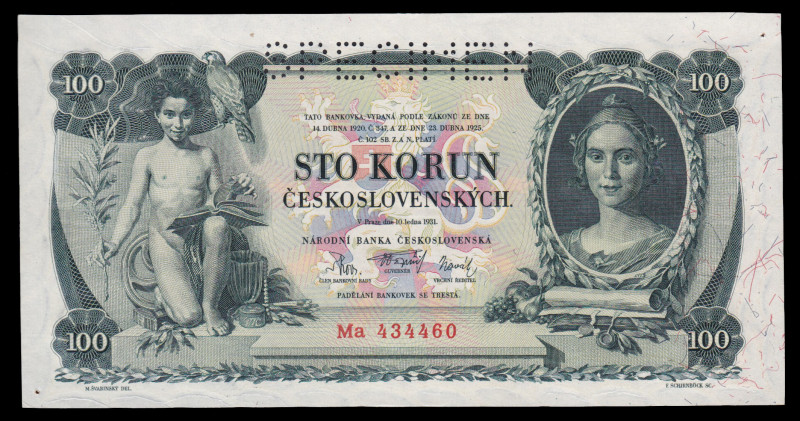 SPECIMEN
100 100
TATO BANKOVKA, VYDANÁ PODLE ZÁKONŮ ZE DNE
14. DUBNA 1920, Č. 347, A ZE DNE 23. DUBNA 1925,
Č. 102 SB. Z. A N., PLATÍ
STO KORUN
ČESKOSLOVENSKÝCH.
V Praze, dne 10. ledna 1931.
NÁRODNÍ BANKA ČESKOSLOVENSKÁ
ČLEN BANKOVNÍ RADY GUVERNÉR VRCHNÍ ŘEDITEL
PADĚLÁNÍ BANKOVEK SE TRESTÁ.
Ma 434460
100 100
M. ŠVABINSKÝ DEL. F. SCHIRNBÖCK SC.